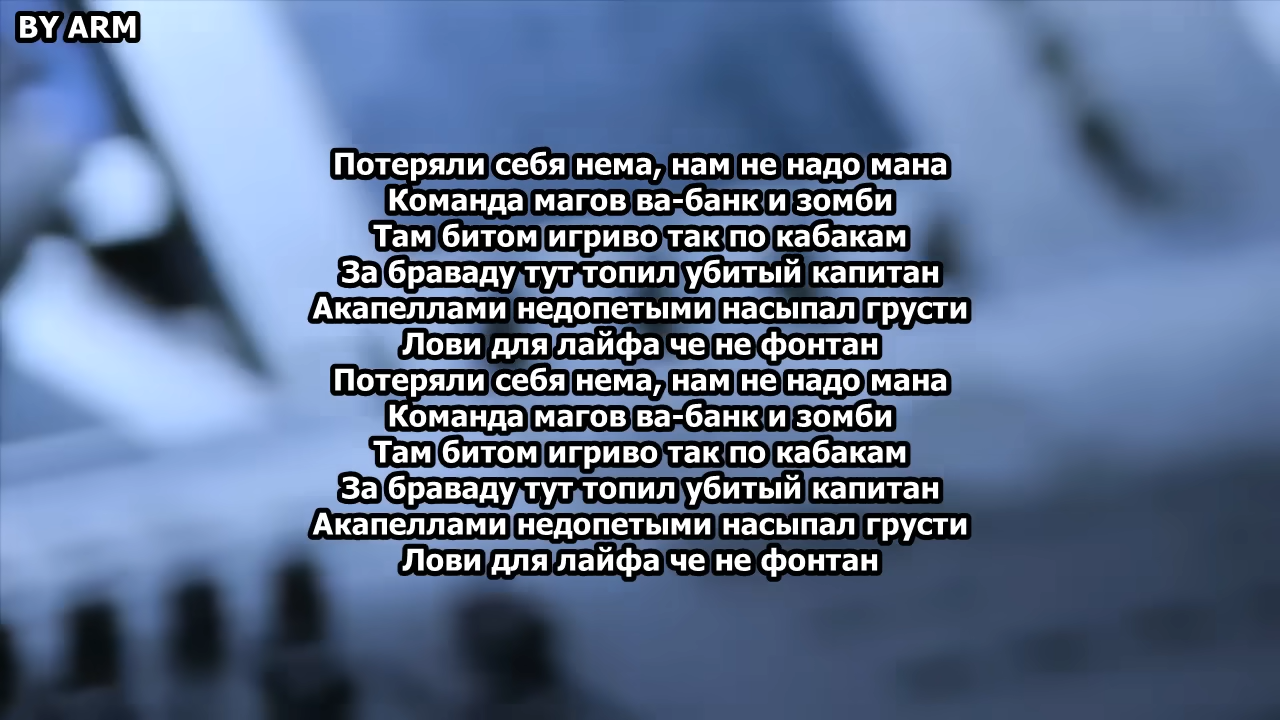 BY ARM
Потеряли себя нема, нам не надо мана
Команда магов ва-банк и зомби
Там битом игриво так по кабакам
За браваду тут топил убитый капитан
Акапеллами недопетыми насыпал грусти
Лови для лайфа че не фонтан
Потеряли себя нема, нам не надо мана
Команда магов ва-банк и зомби
Там битом игриво так по кабакам
За браваду тут топил убитый капитан
Акапеллами недопетыми насыпал грусти
Лови для лайфа че не фонтан